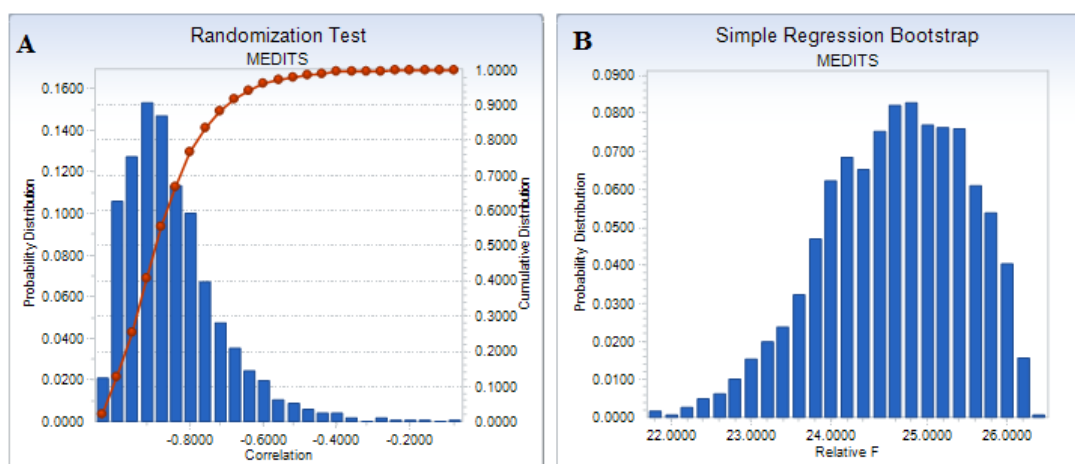 A
Randomization Test
MEDITS
Probability Distribution
0.1600
0.1400
0.1200
0.1000
0.0800
0.0600
0.0400
0.0200
0.0000
1.0000
0.9000
0.8000
0.7000
0.6000
0.5000
0.4000
0.3000
0.2000
0.1000
0.0000
Cumulative Distribution
-0.8000 -0.6000 -0.4000 -0.2000
Correlation
B
Simple Regression Bootstrap
MEDITS
Probability Distribution
0.0900
0.0800
0.0700
0.0600
0.0500
0.0400
0.0300
0.0200
0.0100
0.0000
22.0000 23.0000 24.0000 25.0000 26.0000
Relative F